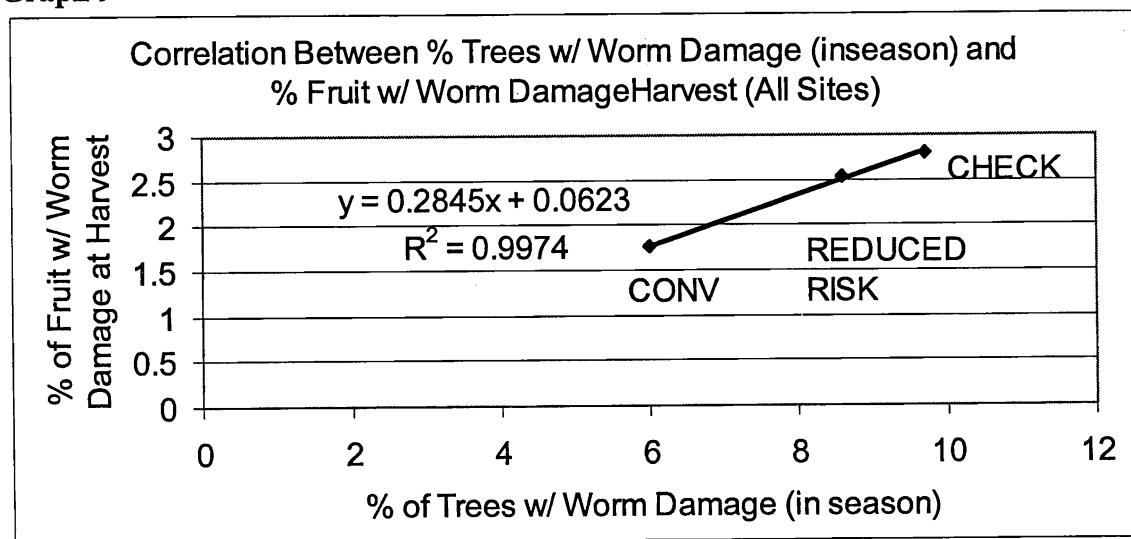 Correlation Between % Trees w/ Worm Damage (inseason) and
% Fruit w/ Worm DamageHarvest (All Sites)
% of Fruit w/ Worm
Damage at Harvest
3
2.5
2
1.5
1
0.5
0
y = 0.2845x + 0.0623
R² = 0.9974
CHECK
REDUCED
RISK
CONV
0 2 4 6 8 10 12
% of Trees w/ Worm Damage (in season)